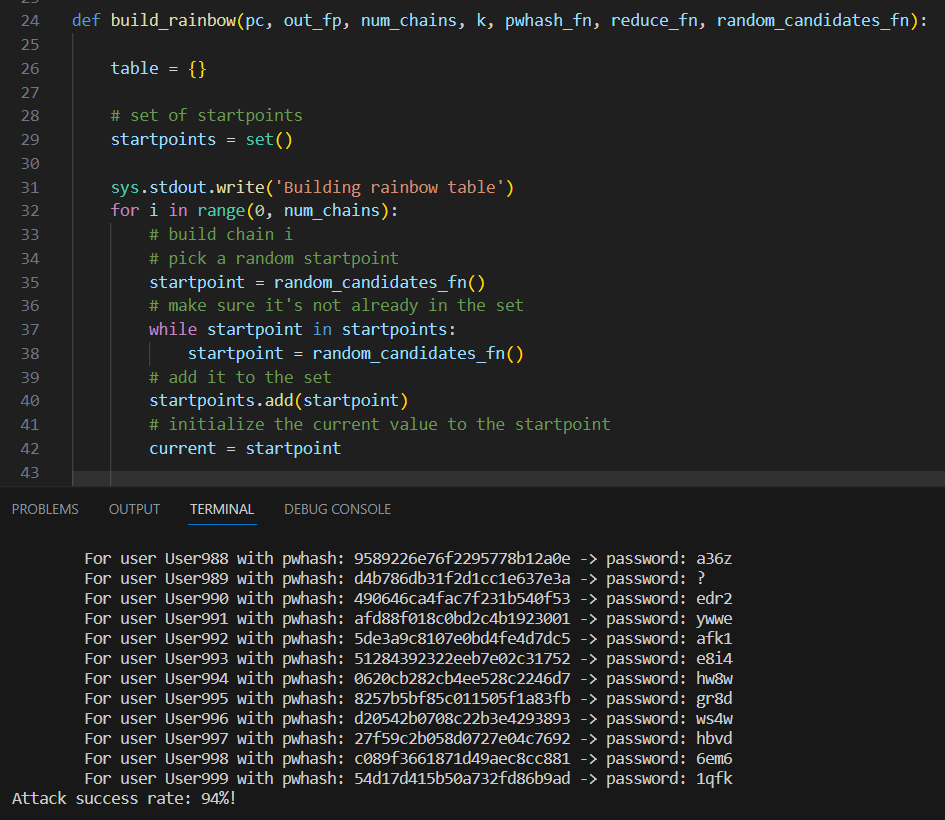 24 def build_rainbow(pc, out_fp, num_chains, k, pwhash_fn, reduce_fn, random_candidates_fn):
25
26     table = {}
27
28     # set of startpoints
29     startpoints = set()
30
31     sys.stdout.write('Building rainbow table')
32     for i in range(0, num_chains):
33         # build chain i
34         # pick a random startpoint
35         startpoint = random_candidates_fn()
36         # make sure it's not already in the set
37         while startpoint in startpoints:
38             startpoint = random_candidates_fn()
39         # add it to the set
40         startpoints.add(startpoint)
41         # initialize the current value to the startpoint
42         current = startpoint
43
PROBLEMS OUTPUT TERMINAL DEBUG CONSOLE
For user User988 with pwhash: 9589226e76f2295778b12a0e -> password: a36z
For user User989 with pwhash: d4b786db31f2d1cc1e637e3a -> password: ?
For user User990 with pwhash: 490646ca4fac7f231b540f53 -> password: edr2
For user User991 with pwhash: afd88f018c0bd2c4b1923001 -> password: ywwe
For user User992 with pwhash: 5de3a9c8107e0bd4fe4d7dc5 -> password: afk1
For user User993 with pwhash: 51284392322eeb7e02c31752 -> password: e8i4
For user User994 with pwhash: 0620cb282cb4ee528c2246d7 -> password: hw8w
For user User995 with pwhash: 8257b5bf85c011505f1a83fb -> password: gr8d
For user User996 with pwhash: d20542b0708c22b3e4293893 -> password: ws4w
For user User997 with pwhash: 27f59c2b058d0727e04c7692 -> password: hbvd
For user User998 with pwhash: c089f3661871d49aec8cc881 -> password: 6em6
For user User999 with pwhash: 54d17d415b50a732fd86b9ad -> password: 1qfk
Attack success rate: 94%!